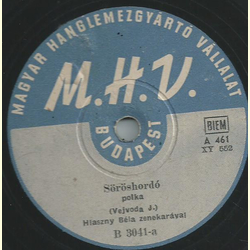 MAGYAR HANGLEMEZGYÁRTÓ VÁLLALAT
M.H.V.
BUDAPEST
BIEM
A 461
XY 552
Söröshordó
polka
(Vejvoda J.)
Hlaszny Béla zenekarával
B 3041-a